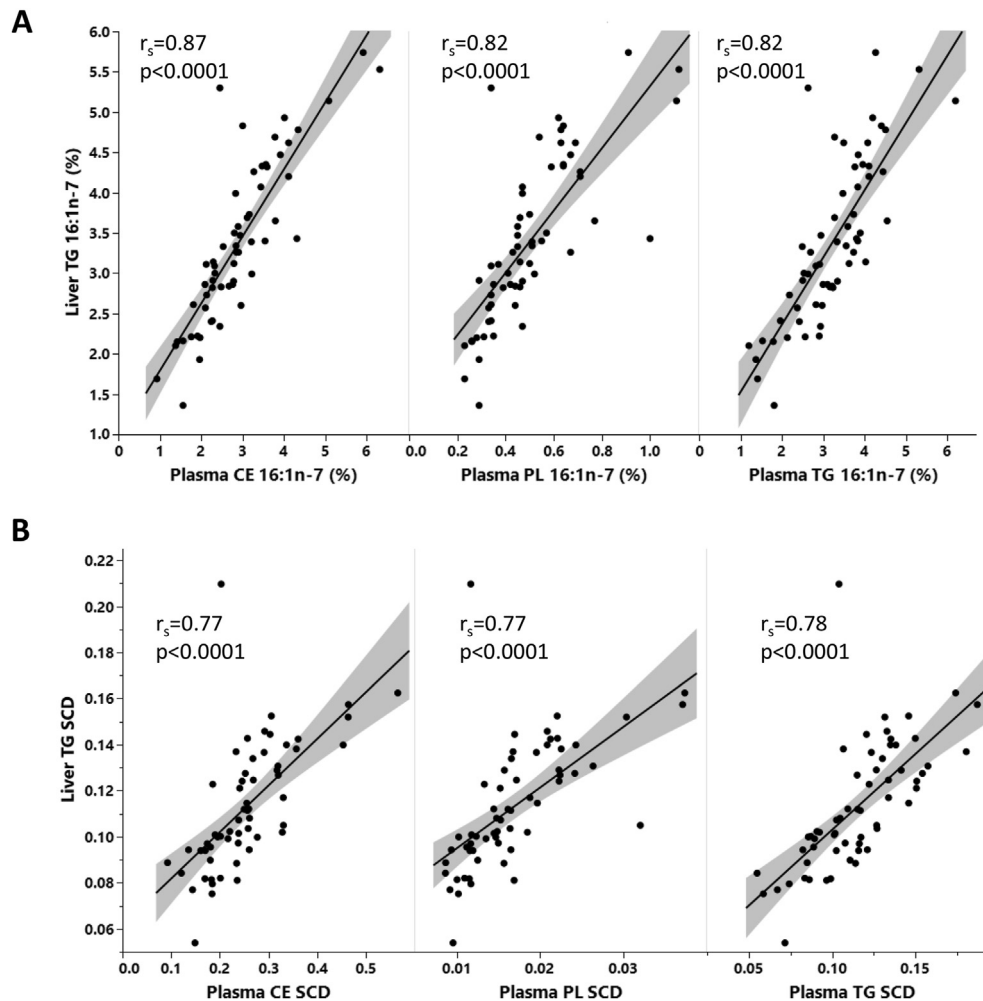 A
r_s=0.87
p<0.0001
r_s=0.82
p<0.0001
r_s=0.82
p<0.0001
6.0
5.5
5.0
4.5
4.0
3.5
3.0
2.5
2.0
1.5
1.0
Liver TG 16:1n-7 (%)
0 1 2 3 4 5 6
0.0 0.2 0.4 0.6 0.8 1.0
0.0 1 2 3 4 5 6
Plasma CE 16:1n-7 (%)
Plasma PL 16:1n-7 (%)
Plasma TG 16:1n-7 (%)
B
r_s=0.77
p<0.0001
r_s=0.77
p<0.0001
r_s=0.78
p<0.0001
0.22
0.20
0.18
0.16
0.14
0.12
0.10
0.08
0.06
Liver TG SCD
0.0 0.1 0.2 0.3 0.4 0.5
0.01 0.02 0.03
0.05 0.10 0.15
Plasma CE SCD
Plasma PL SCD
Plasma TG SCD